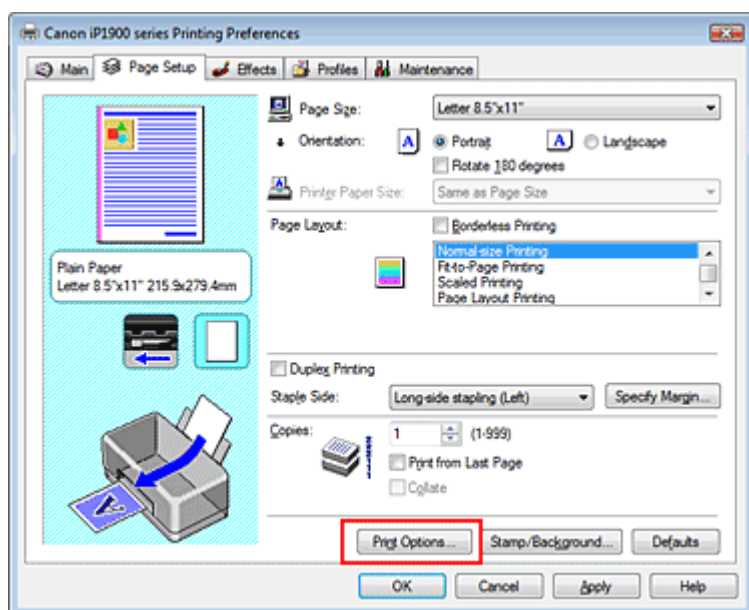 Canon iP1900 series Printing Preferences
Main Page Setup Effects Profiles Maintenance
Page Size: Letter 8.5"x11"
Orientation: A Portrait A Landscape
Rotate 180 degrees
Printer Paper Size: Same as Page Size
Page Layout: Borderless Printing
Normal-size Printing
Fit-to-Page Printing
Scaled Printing
Page Layout Printing
Plain Paper
Letter 8.5"x11" 215.9x279.4mm
Duplex Printing
Staple Side: Long-side stapling (Left) Specify Margin...
Copies: 1 (1-999)
Print from Last Page
Collate
Print Options... Stamp/Background... Defaults
OK Cancel Apply Help